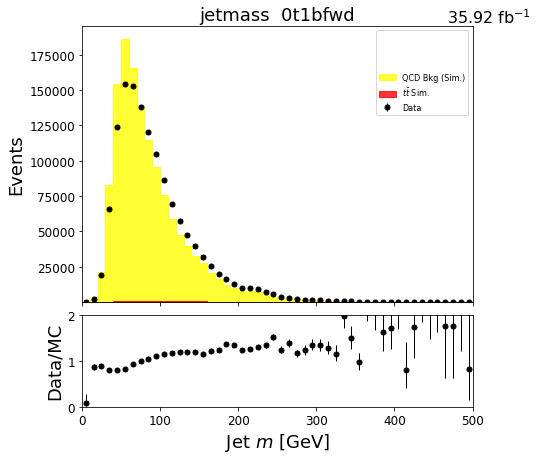 jetmass 0t1bfwd
35.92 fb⁻¹
175000
150000
125000
100000
75000
50000
25000
Events
QCD Bkg (Sim.)
tt̄ Sim.
Data
2
1
0
Data/MC
0 100 200 300 400 500
Jet m [GeV]